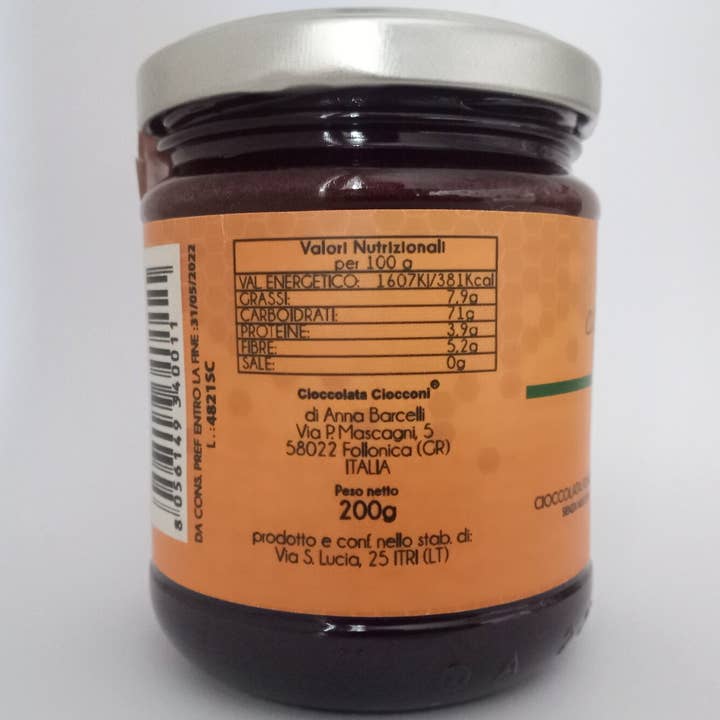 Valori Nutrizionali
per 100 g
VAL ENERGETICO: 1607KJ/381Kcal
GRASSI: 7,9g
CARBOIDRATI: 71g
PROTEINE: 3,9g
FIBRE: 5,2g
SALE: 0g
Cioccolata Ciocconi®
di Anna Barcelli
Via P. Mascagni, 5
58022 Follonica (GR)
ITALIA
Peso netto
200g
prodotto e conf. nello stab. di:
Via S. Lucia, 25 ITRI (LT)
8 056149 340011
DA CONS. PREF ENTRO LA FINE :31/05/2022
L .:4821SC
CIOCCOLATA